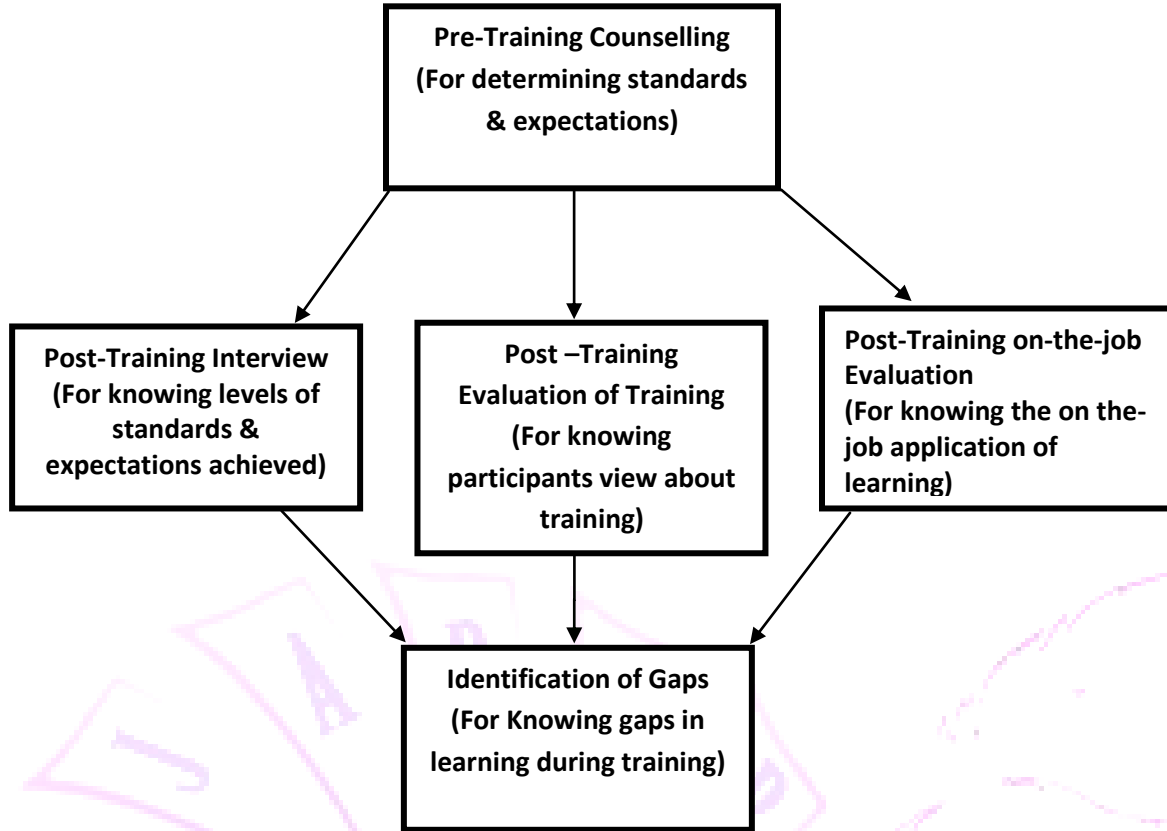 Pre-Training Counselling
(For determining standards
& expectations)
Post-Training Interview
(For knowing levels of
standards &
expectations achieved)
Post –Training
Evaluation of Training
(For knowing
participants view about
training)
Post-Training on-the-job
Evaluation
(For knowing the on the-
job application of
learning)
Identification of Gaps
(For Knowing gaps in
learning during training)
J
A